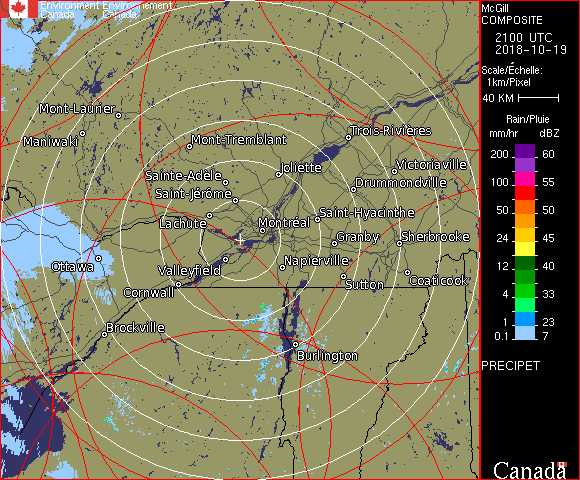 Environment Environnement
Canada Canada
McGill
COMPOSITE
2100 UTC
2018-10-19
Scale/Échelle:
1km/Pixel
40 KM
Rain/Pluie
mm/hr dBZ
200 60
100 55
50 50
24 45
12 40
4 33
1 23
0.1 7
PRECIPET
Canada
Mont-Laurier
Maniwaki
Mont-Tremblant
Trois-Rivières
Joliette
Victoriaville
Sainte-Adèle
Drummondville
Saint-Jérôme
Saint-Hyacinthe
Lachute
Montréal
Granby
Sherbrooke
Ottawa
Valleyfield
Napierville
Sutton
Coaticook
Cornwall
Brockville
Burlington